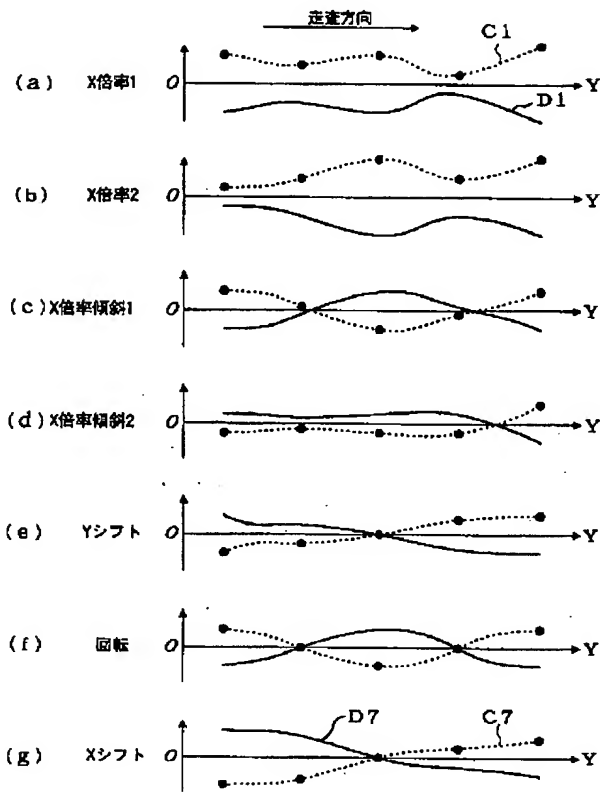 走査方向
C1
(a) X倍率1 O Y
D1
(b) X倍率2 O Y
(c) X倍率傾斜1 O Y
(d) X倍率傾斜2 O Y
(e) Yシフト O Y
(f) 回転 O Y
D7 C7
(g) Xシフト O Y